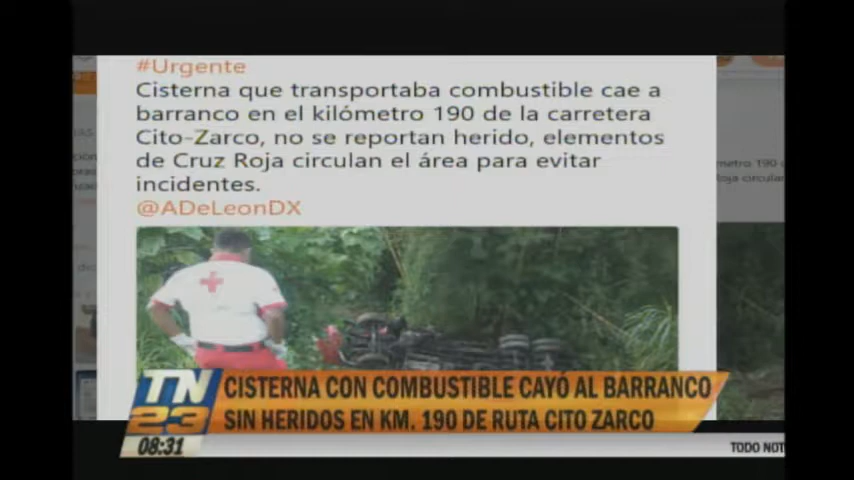 #Urgente
Cisterna que transportaba combustible cae a
barranco en el kilómetro 190 de la carretera
Cito-Zarco, no se reportan herido, elementos
de Cruz Roja circulan el área para evitar
incidentes.
@ADeLeonDX
metro 190
TN
23
CISTERNA CON COMBUSTIBLE CAYÓ AL BARRANCO
SIN HERIDOS EN KM. 190 DE RUTA CITO ZARCO
08:31
TODO NOT